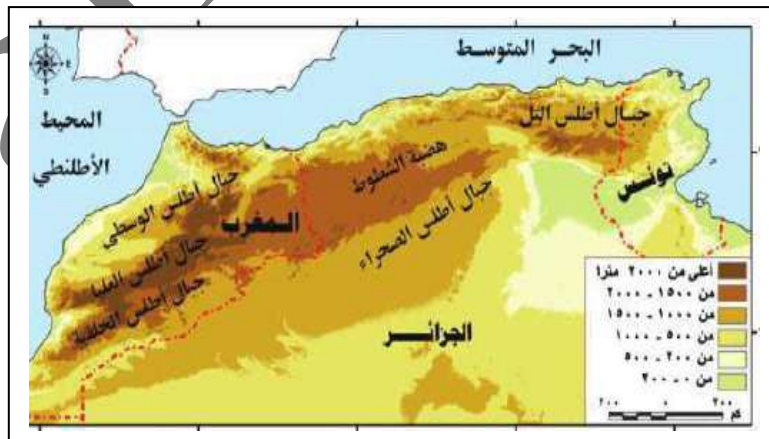 N
E
S
البحر المتوسط
المحيط
الأطلنطي
جبال أطلس التل
هضبة الشطوط
تونس
جبال أطلس الوسطى
المغرب
جبال أطلس الصحراء
جبال أطلس العليا
جبال أطلس الخلفية
الجزائر
أعلى من ٢٠٠٠ مترا
من ١٥٠٠ - ٢٠٠٠
من ١٠٠٠ - ١٥٠٠
من ٥٠٠ - ١٠٠٠
من ٢٠٠ - ٥٠٠
من ٠ - ٢٠٠
٢٠٠ ٠ ٢٠٠
كم